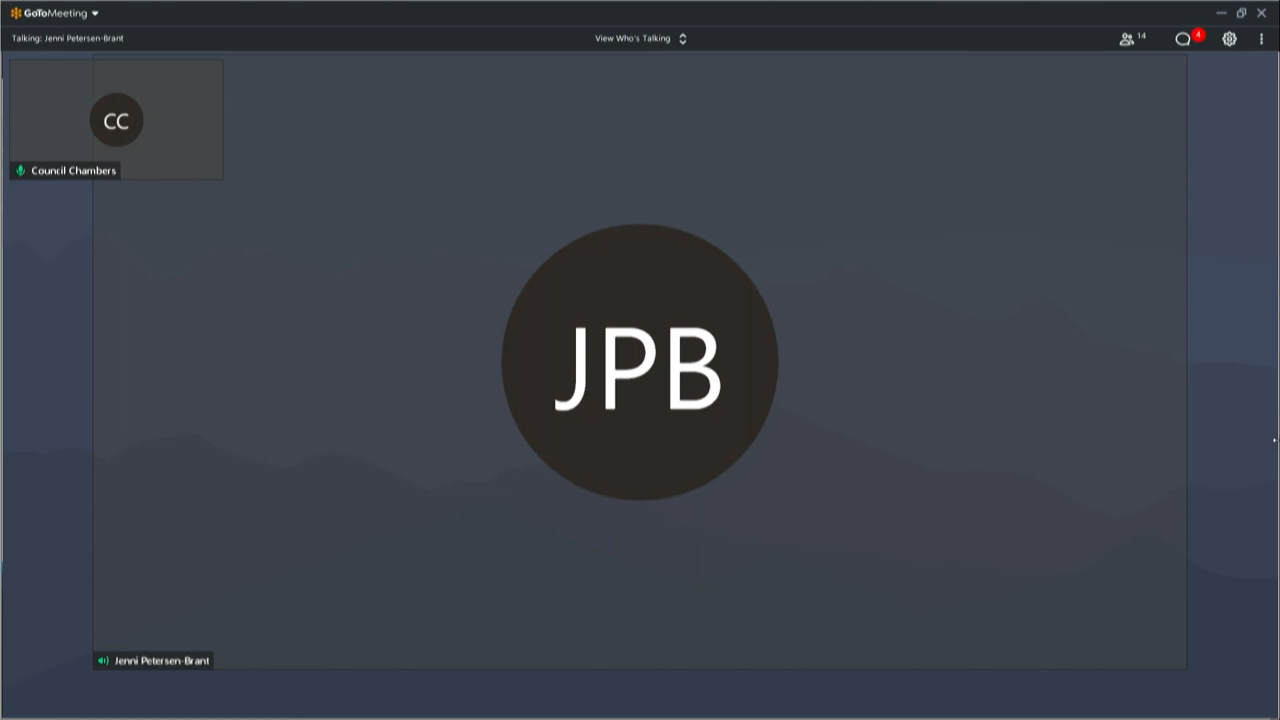 GoToMeeting
Talking: Jenni Petersen-Brant
View Who's Talking
14
4
CC
Council Chambers
JPB
Jenni Petersen-Brant